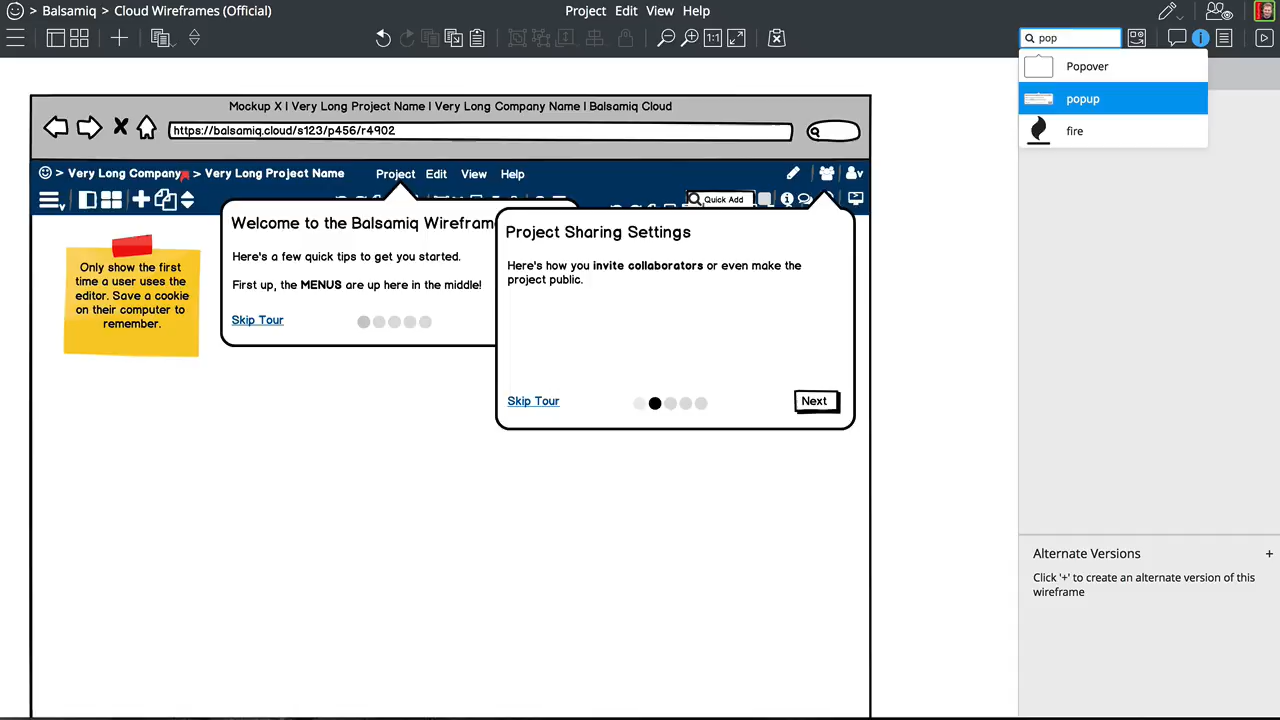 > Balsamiq > Cloud Wireframes (Official)
Project Edit View Help
1:1
pop
Popover
popup
fire
Mockup X | Very Long Project Name | Very Long Company Name | Balsamiq Cloud
https://balsamiq.cloud/s123/p456/r4902
> Very Long Company > Very Long Project Name
Project Edit View Help
Quick Add
Only show the first
time a user uses the
editor. Save a cookie
on their computer to
remember.
Welcome to the Balsamiq Wirefram
Here's a few quick tips to get you started.
First up, the MENUS are up here in the middle!
Skip Tour
Project Sharing Settings
Here's how you invite collaborators or even make the
project public.
Skip Tour
Next
Alternate Versions +
Click '+' to create an alternate version of this
wireframe